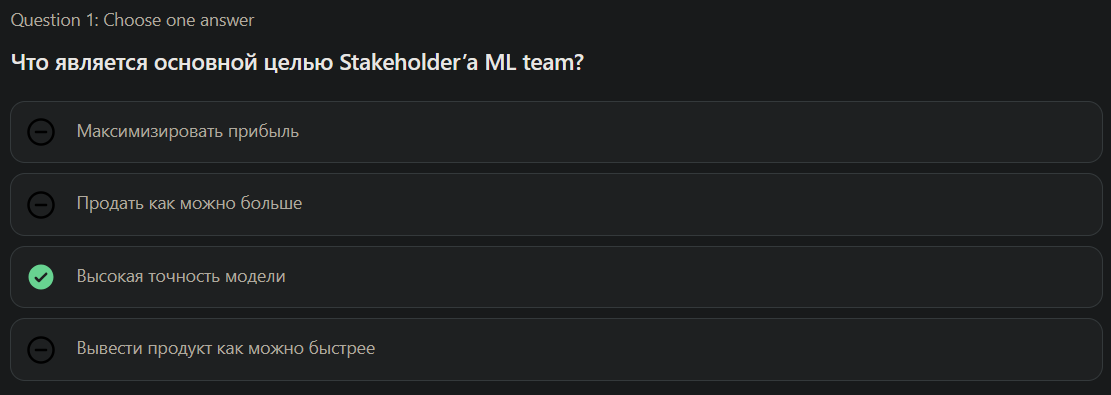 Question 1: Choose one answer
Что является основной целью Stakeholder’а ML team?
Максимизировать прибыль
Продать как можно больше
Высокая точность модели
Вывести продукт как можно быстрее